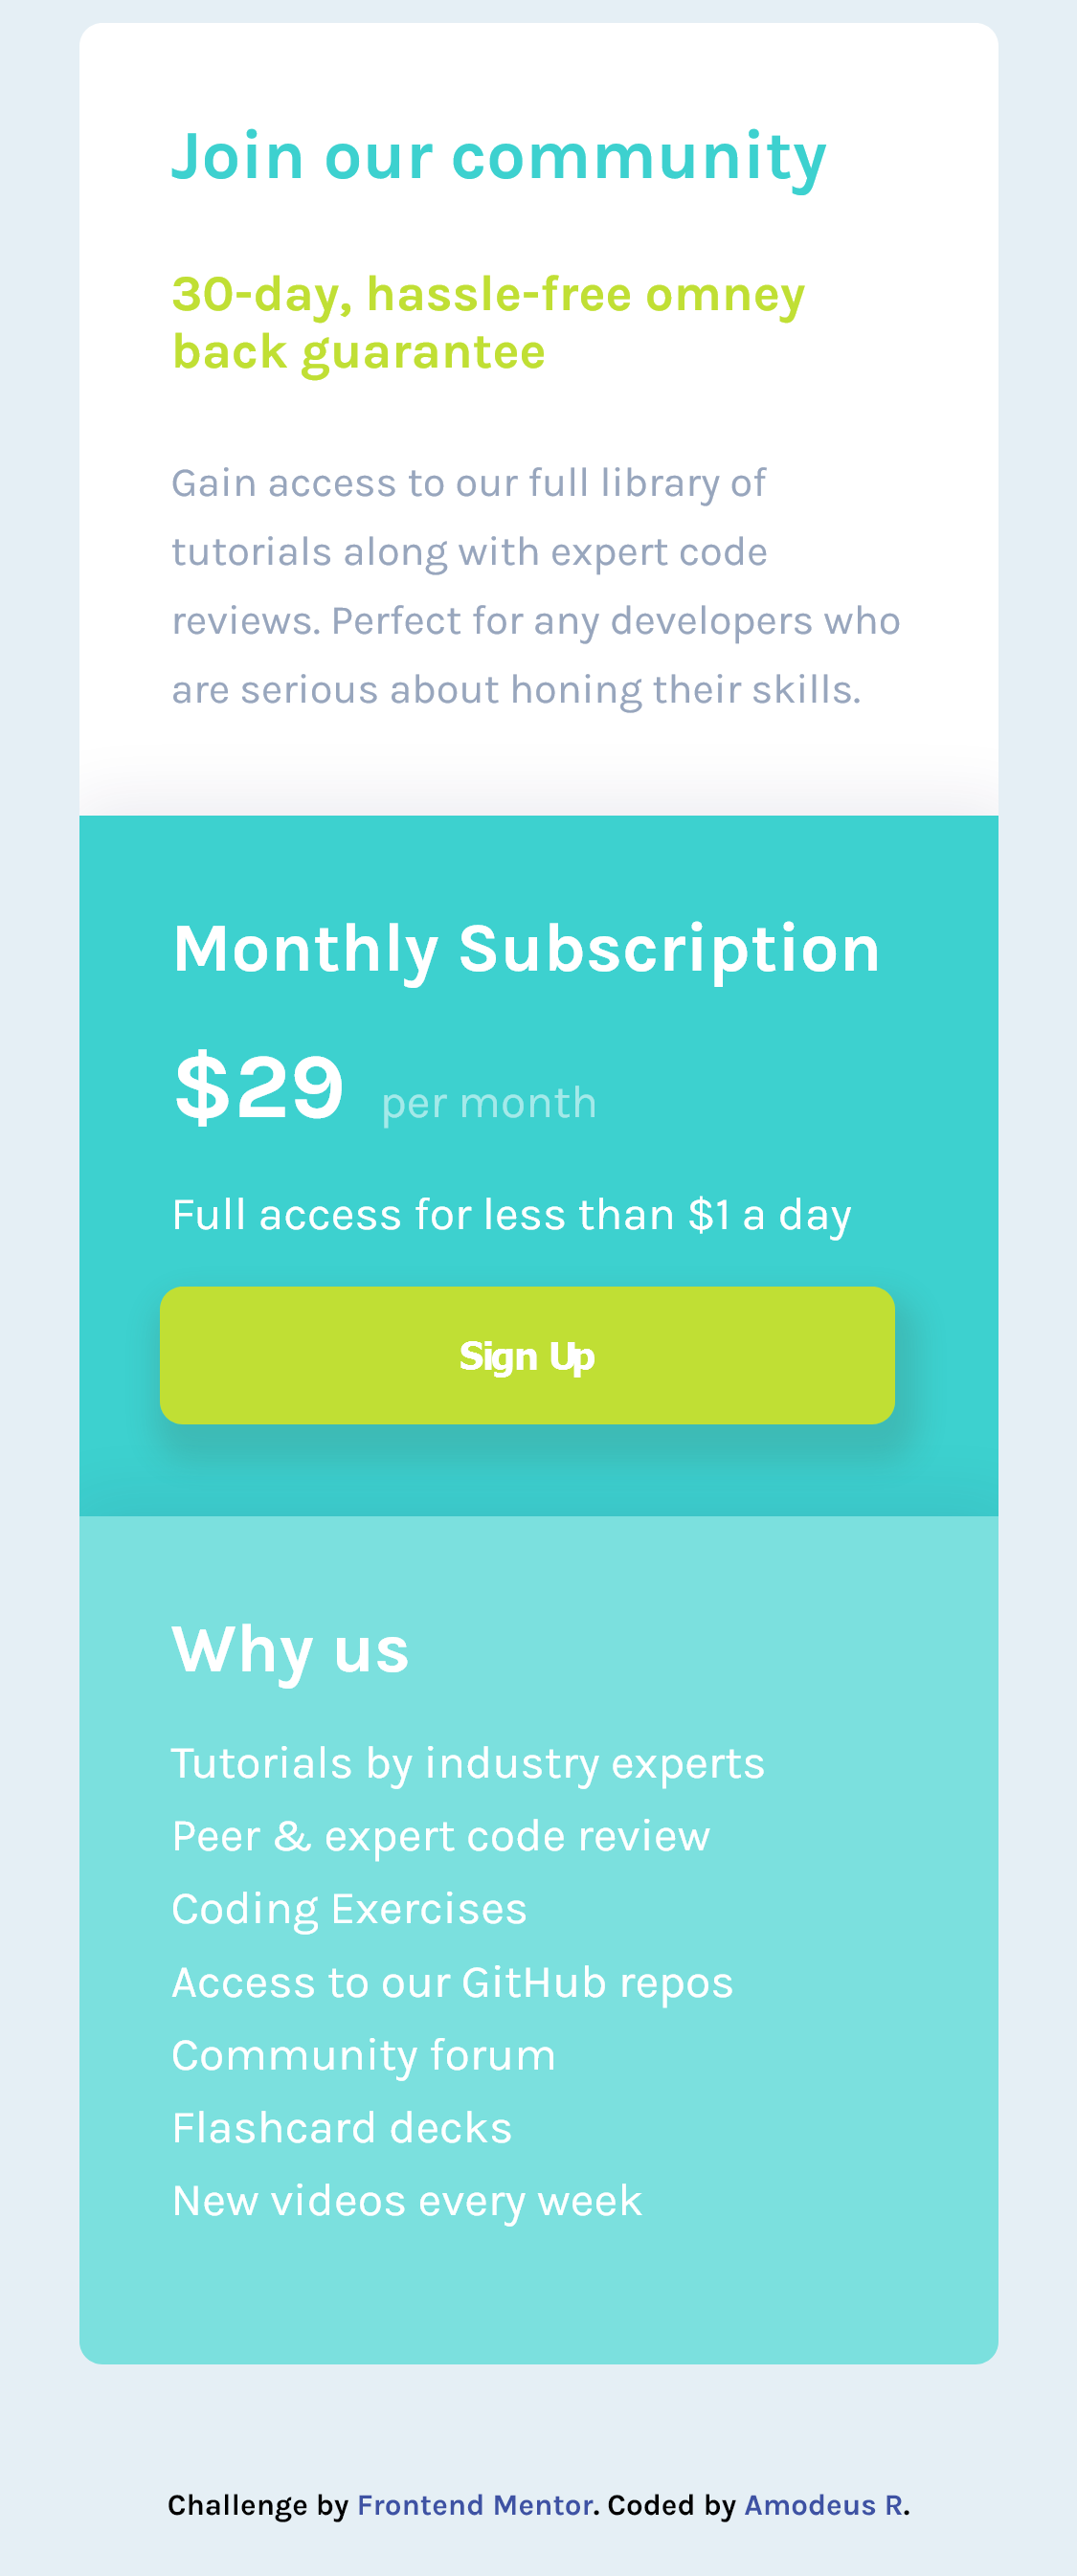 Join our community
30-day, hassle-free omney
back guarantee
Gain access to our full library of
tutorials along with expert code
reviews. Perfect for any developers who
are serious about honing their skills.
Monthly Subscription
$29 per month
Full access for less than $1 a day
Sign Up
Why us
Tutorials by industry experts
Peer & expert code review
Coding Exercises
Access to our GitHub repos
Community forum
Flashcard decks
New videos every week
Challenge by Frontend Mentor. Coded by Amodeus R.